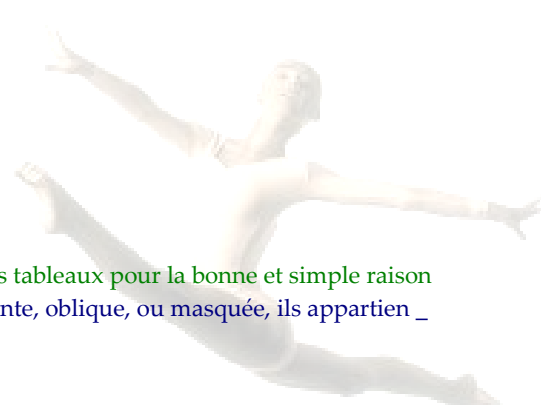 s tableaux pour la bonne et simple raison
nte, oblique, ou masquée, ils appartien _